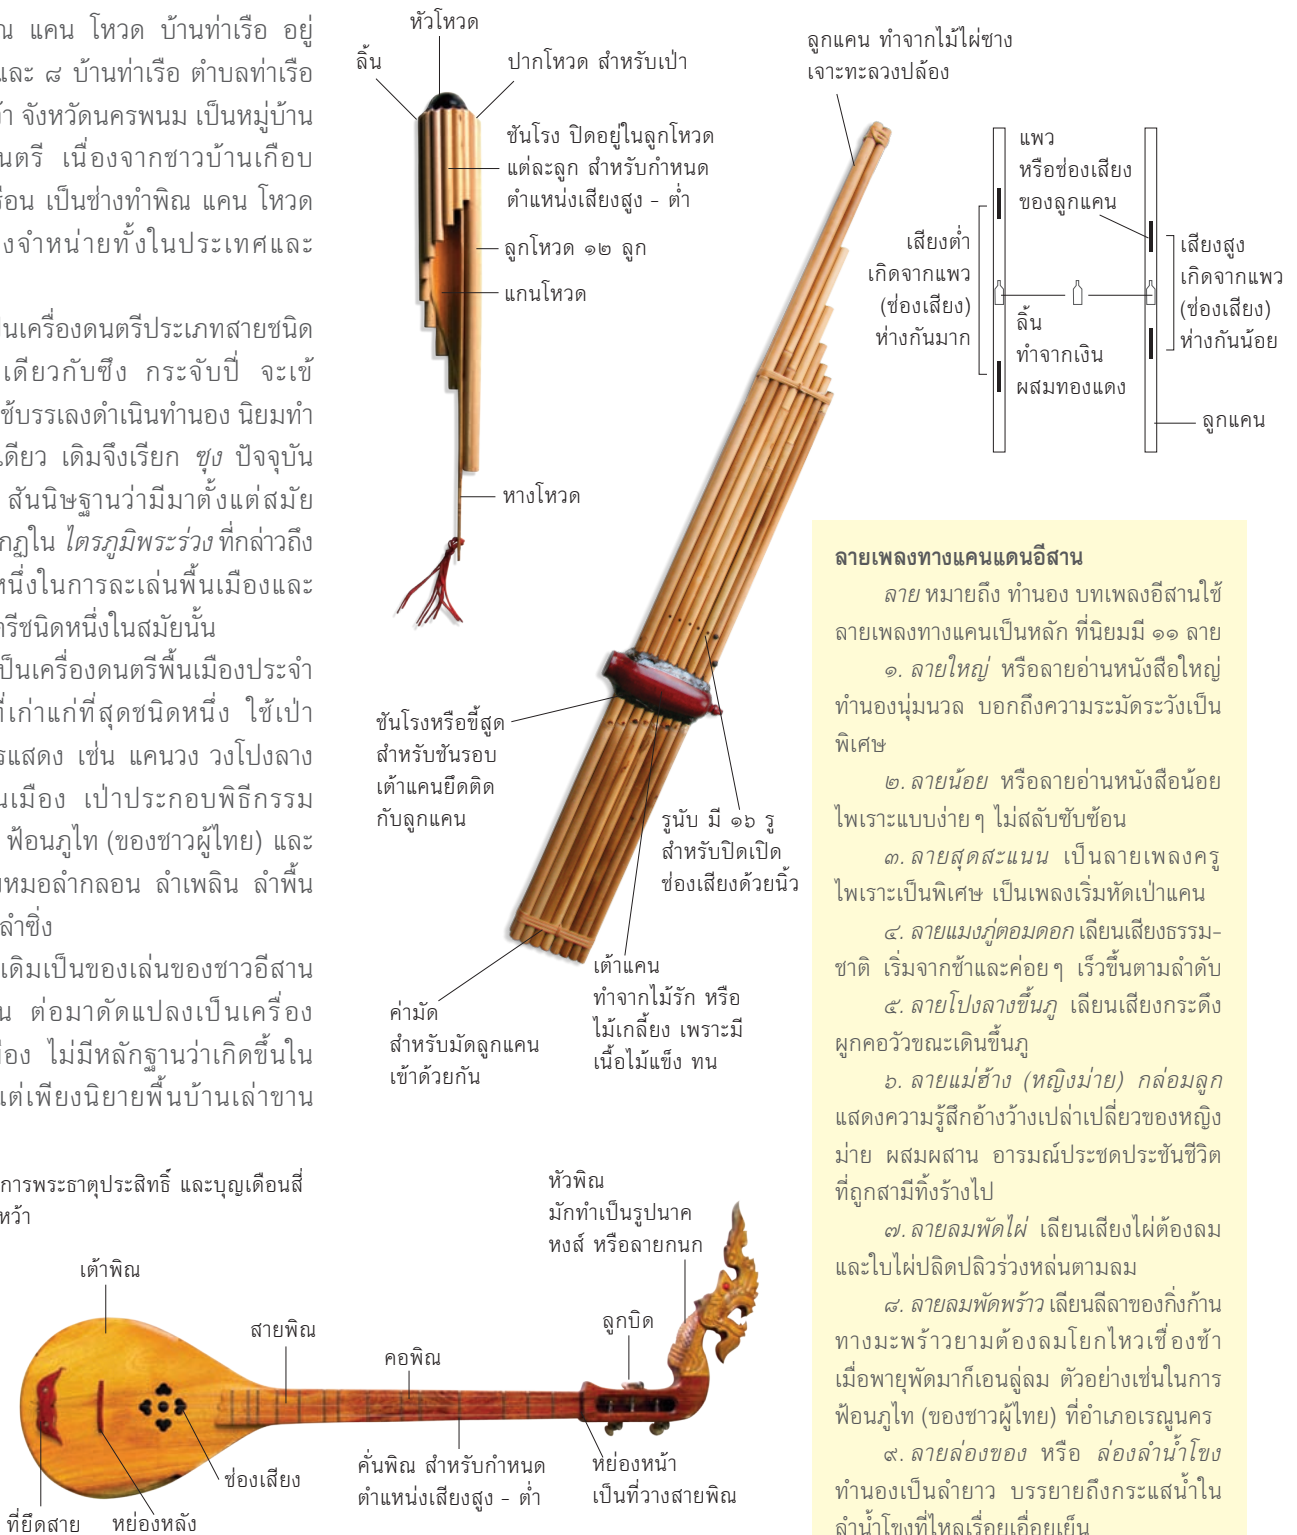 ณ แคน โหวด บ้านท่าเรือ อยู่
และ ๘ บ้านท่าเรือ ตำบลท่าเรือ
จังหวัดนครพนม เป็นหมู่บ้าน
นตรี เนื่องจากชาวบ้านเกือบ
รือน เป็นช่างทำพิณ แคน โหวด
งจำหน่ายทั้งในประเทศและ
ป็นเครื่องดนตรีประเภทสายชนิด
เดียวกับซึง กระจับปี่ จะเข้
ช้บรรเลงดำเนินทำนอง นิยมทำ
เดียว เดิมจึงเรียก ซุง ปัจจุบัน
สันนิษฐานว่ามีมาตั้งแต่สมัย
กฏใน ไตรภูมิพระร่วง ที่กล่าวถึง
หนึ่งในการละเล่นพื้นเมืองและ
ตรีชนิดหนึ่งในสมัยนั้น
เป็นเครื่องดนตรีพื้นเมืองประจำ
ที่เก่าแก่ที่สุดชนิดหนึ่ง ใช้เป่า
รแสดง เช่น แคนวง วงโปงลาง
นเมือง เป่าประกอบพิธีกรรม
ฟ้อนภูไท (ของชาวผู้ไทย) และ
งหมอลำกลอน ลำเพลิน ลำพื้น
ลำซิ่ง
เดิมเป็นของเล่นของชาวอีสาน
น ต่อมาดัดแปลงเป็นเครื่อง
มือง ไม่มีหลักฐานว่าเกิดขึ้นใน
แต่เพียงนิยายพื้นบ้านเล่าขาน
การพระธาตุประสิทธิ์ และบุญเดือนสี่
หว้า
หัวโหวด
ลิ้น
ปากโหวด สำหรับเป่า
ชันโรง ปิดอยู่ในลูกโหวด
แต่ละลูก สำหรับกำหนด
ตำแหน่งเสียงสูง - ต่ำ
ลูกโหวด ๑๒ ลูก
แกนโหวด
หางโหวด
ลูกแคน ทำจากไม้ไผ่ซาง
เจาะทะลวงปล้อง
แพว
หรือช่องเสียง
ของลูกแคน
เสียงต่ำ
เกิดจากแพว
(ช่องเสียง)
ห่างกันมาก
เสียงสูง
เกิดจากแพว
(ช่องเสียง)
ห่างกันน้อย
ลิ้น
ทำจากเงิน
ผสมทองแดง
ลูกแคน
ชันโรงหรือขี้สูด
สำหรับชันรอบ
เต้าแคนยึดติด
กับลูกแคน
รูนับ มี ๑๖ รู
สำหรับปิดเปิด
ช่องเสียงด้วยนิ้ว
เต้าแคน
ทำจากไม้รัก หรือ
ไม้เกลี้ยง เพราะมี
เนื้อไม้แข็ง ทน
ค่ามัด
สำหรับมัดลูกแคน
เข้าด้วยกัน
หัวพิณ
มักทำเป็นรูปนาค
หงส์ หรือลายกนก
เต้าพิณ
สายพิณ
คอพิณ
ลูกบิด
ช่องเสียง
คั่นพิณ สำหรับกำหนด
ตำแหน่งเสียงสูง - ต่ำ
หย่องหน้า
เป็นที่วางสายพิณ
ที่ยึดสาย
หย่องหลัง
ลายเพลงทางแคนแดนอีสาน
ลาย หมายถึง ทำนอง บทเพลงอีสานใช้
ลายเพลงทางแคนเป็นหลัก ที่นิยมมี ๑๑ ลาย
๑. ลายใหญ่ หรือลายอ่านหนังสือใหญ่
ทำนองนุ่มนวล บอกถึงความระมัดระวังเป็น
พิเศษ
๒. ลายน้อย หรือลายอ่านหนังสือน้อย
ไพเราะแบบง่าย ๆ ไม่สลับซับซ้อน
๓. ลายสุดสะแนน เป็นลายเพลงครู
ไพเราะเป็นพิเศษ เป็นเพลงเริ่มหัดเป่าแคน
๔. ลายแมงภู่ตอมดอก เลียนเสียงธรรม-
ชาติ เริ่มจากช้าและค่อย ๆ เร็วขึ้นตามลำดับ
๕. ลายโปงลางขึ้นภู เลียนเสียงกระดิ่ง
ผูกคอวัวขณะเดินขึ้นภู
๖. ลายแม่ฮ้าง (หญิงม่าย) กล่อมลูก
แสดงความรู้สึกอ้างว้างเปล่าเปลี่ยวของหญิง
ม่าย ผสมผสาน อารมณ์ประชดประชันชีวิต
ที่ถูกสามีทิ้งร้างไป
๗. ลายลมพัดไผ่ เลียนเสียงไผ่ต้องลม
และใบไผ่ปลิดปลิวร่วงหล่นตามลม
๘. ลายลมพัดพร้าว เลียนลีลาของกิ่งก้าน
ทางมะพร้าวยามต้องลมโยกไหวเชื่องช้า
เมื่อพายุพัดมาก็เอนลู่ลม ตัวอย่างเช่นในการ
ฟ้อนภูไท (ของชาวผู้ไทย) ที่อำเภอเรณูนคร
๙. ลายล่องของ หรือ ล่องลำน้ำโขง
ทำนองเป็นลำยาว บรรยายถึงกระแสน้ำใน
ลำน้ำโขงที่ไหลเรื่อยเอื่อยเย็น